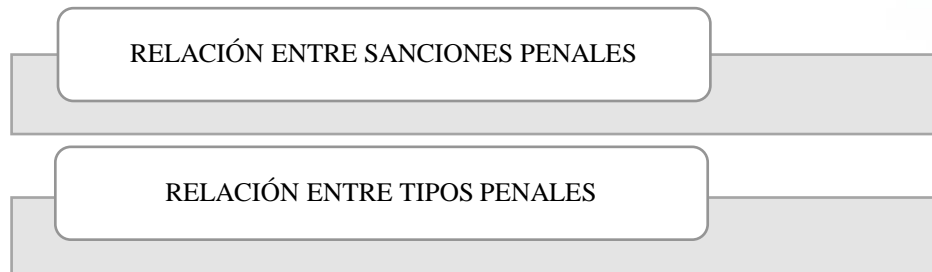 RELACIÓN ENTRE SANCIONES PENALES
RELACIÓN ENTRE TIPOS PENALES